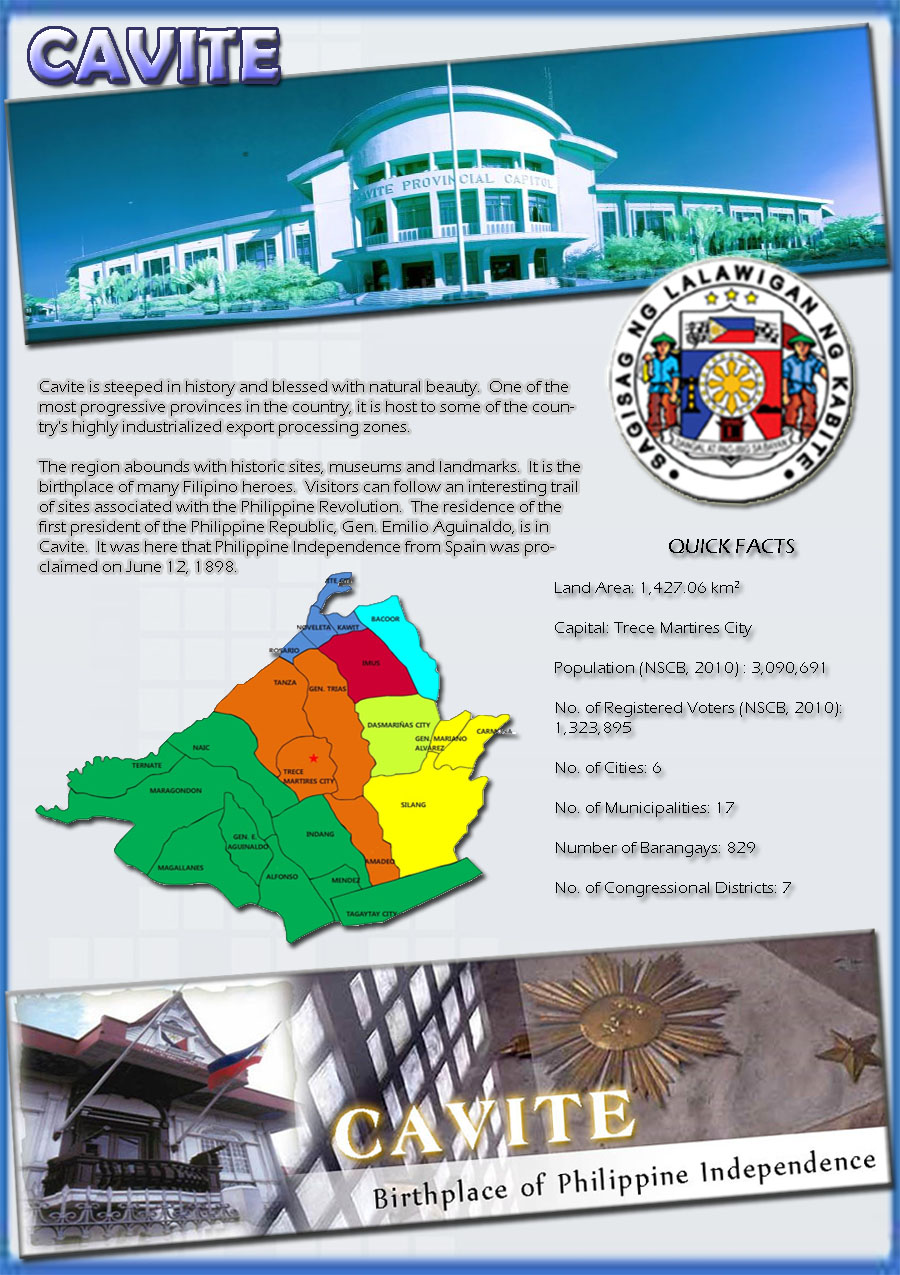 CAVITE
CAVITE PROVINCIAL CAPITOL
SAGISAG NG LALAWIGAN NG KABITE
Cavite is steeped in history and blessed with natural beauty.  One of the
most progressive provinces in the country, it is host to some of the coun-
try's highly industrialized export processing zones.
The region abounds with historic sites, museums and landmarks.  It is the
birthplace of many Filipino heroes.  Visitors can follow an interesting trail
of sites associated with the Philippine Revolution.  The residence of the
first president of the Philippine Republic, Gen. Emilio Aguinaldo, is in
Cavite.  It was here that Philippine Independence from Spain was pro-
claimed on June 12, 1898.
QUICK FACTS
Land Area: 1,427.06 km²
Capital: Trece Martires City
Population (NSCB, 2010) : 3,090,691
No. of Registered Voters (NSCB, 2010):
1,323,895
No. of Cities: 6
No. of Municipalities: 17
Number of Barangays: 829
No. of Congressional Districts: 7
BACOOR
NOVELETA
KAWIT
ROSARIO
IMUS
TANZA
GEN. TRIAS
DASMARIÑAS CITY
GEN. MARIANO
ALVAREZ
NAIC
TERNATE
TRECE
MARTIRES CITY
MARAGONDON
SILANG
GEN. E.
AGUINALDO
INDANG
AMADEO
MAGALLANES
ALFONSO
MENDEZ
TAGAYTAY CITY
CAVITE
Birthplace of Philippine Independence